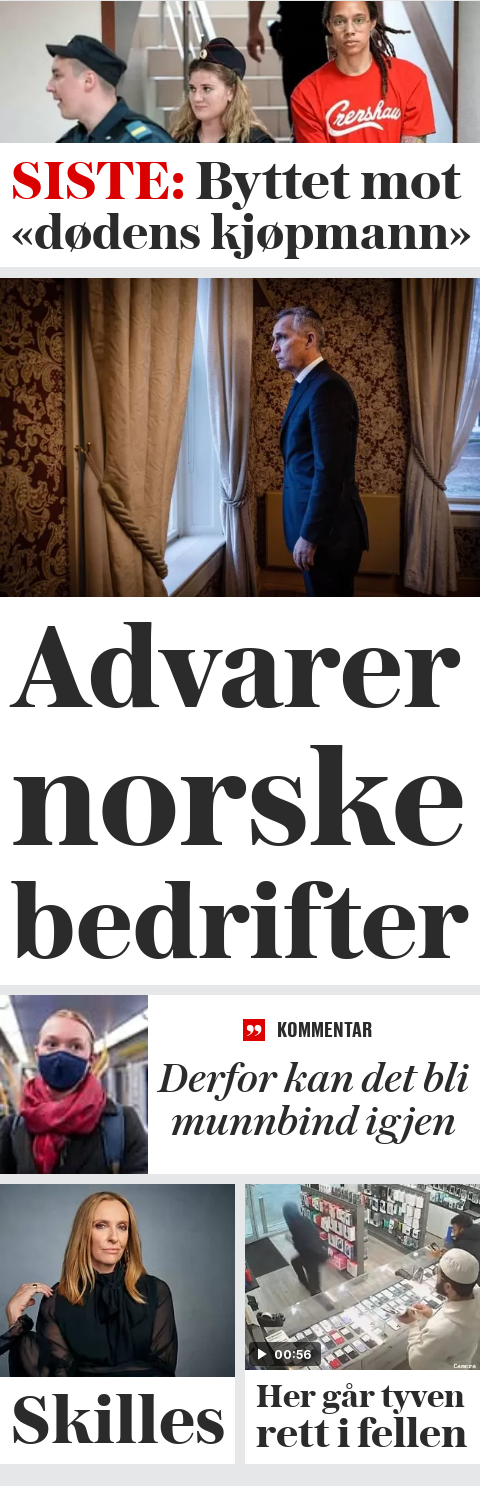 Crenshaw
SISTE: Byttet mot
«dødens kjøpmann»
Advarer
norske
bedrifter
KOMMENTAR
Derfor kan det bli
munnbind igjen
Skilles
00:56
Camera
Her går tyven
rett i fellen